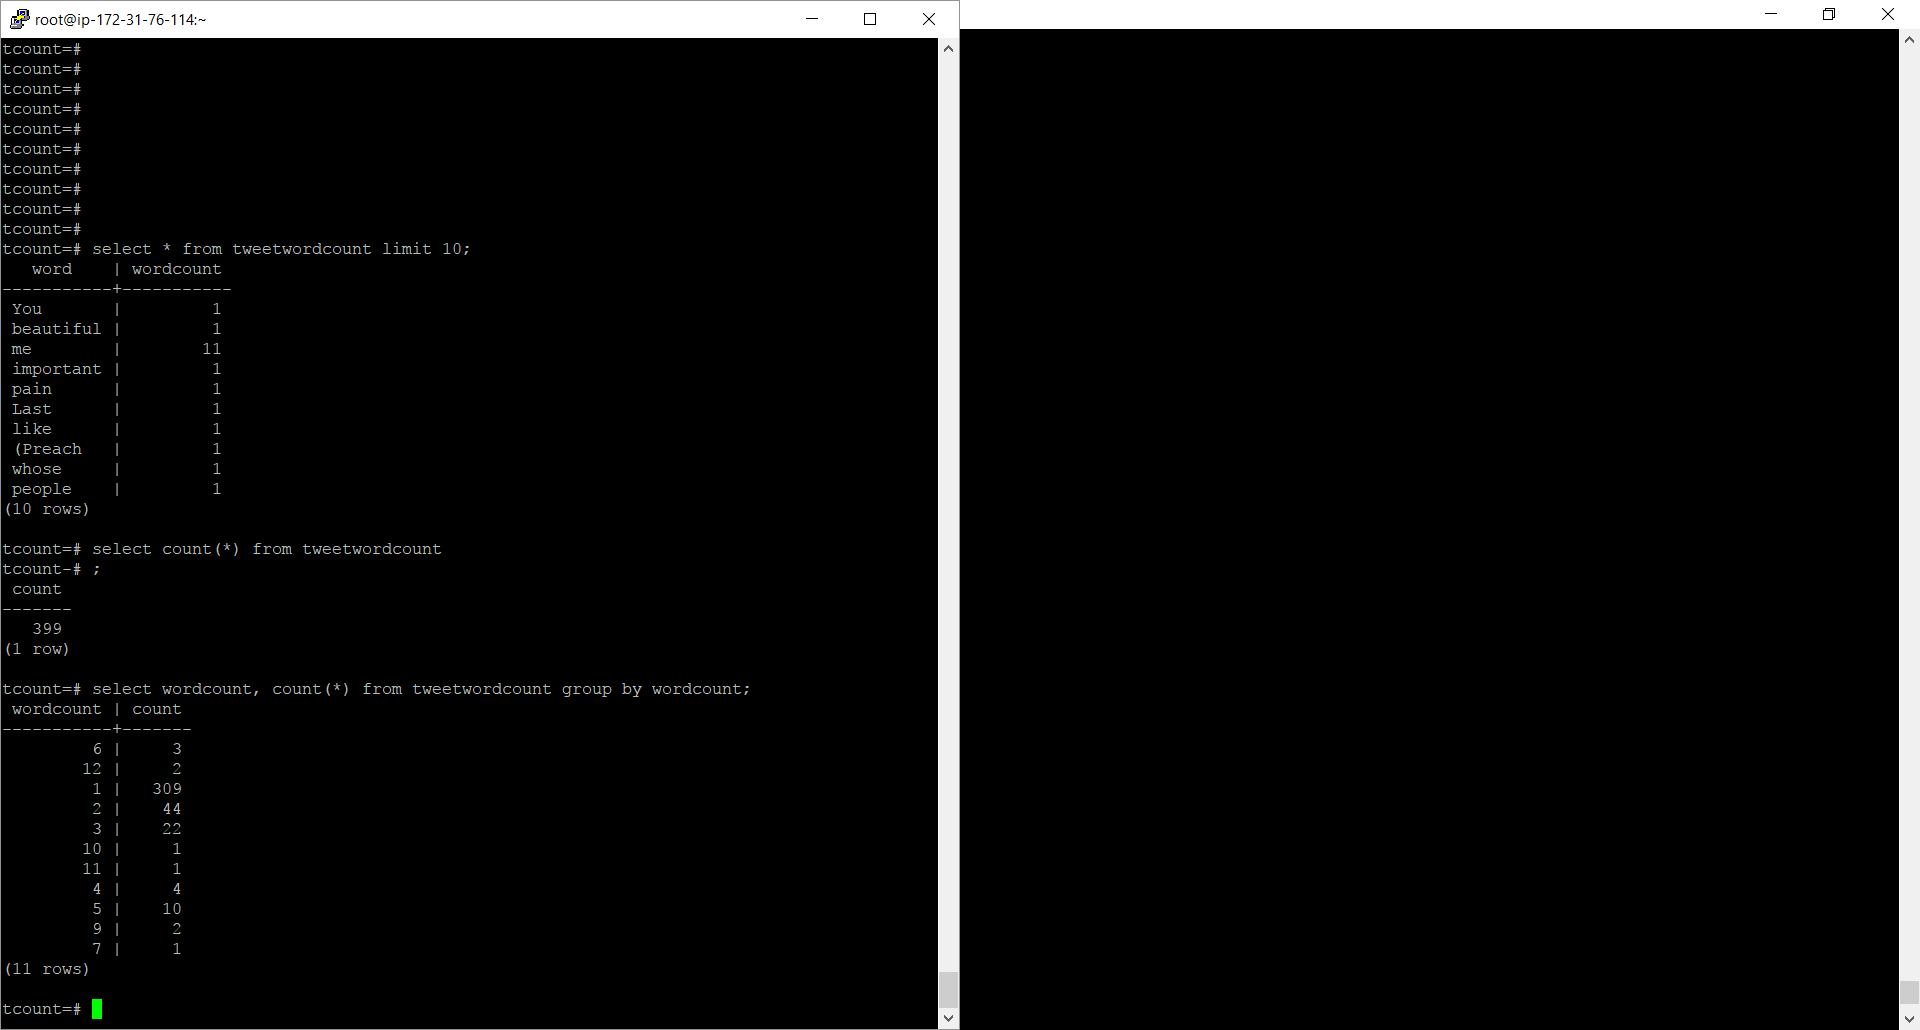 root@ip-172-31-76-114:~
tcount=#
tcount=#
tcount=#
tcount=#
tcount=#
tcount=#
tcount=#
tcount=#
tcount=#
tcount=#
tcount=# select * from tweetwordcount limit 10;
   word    | wordcount
-----------+-----------
 You       |         1
 beautiful |         1
 me        |        11
 important |         1
 pain      |         1
 Last      |         1
 like      |         1
 (Preach   |         1
 whose     |         1
 people    |         1
(10 rows)
tcount=# select count(*) from tweetwordcount
tcount-# ;
 count
-------
   399
(1 row)
tcount=# select wordcount, count(*) from tweetwordcount group by wordcount;
 wordcount | count
-----------+-------
         6 |     3
        12 |     2
         1 |   309
         2 |    44
         3 |    22
        10 |     1
        11 |     1
         4 |     4
         5 |    10
         9 |     2
         7 |     1
(11 rows)
tcount=#